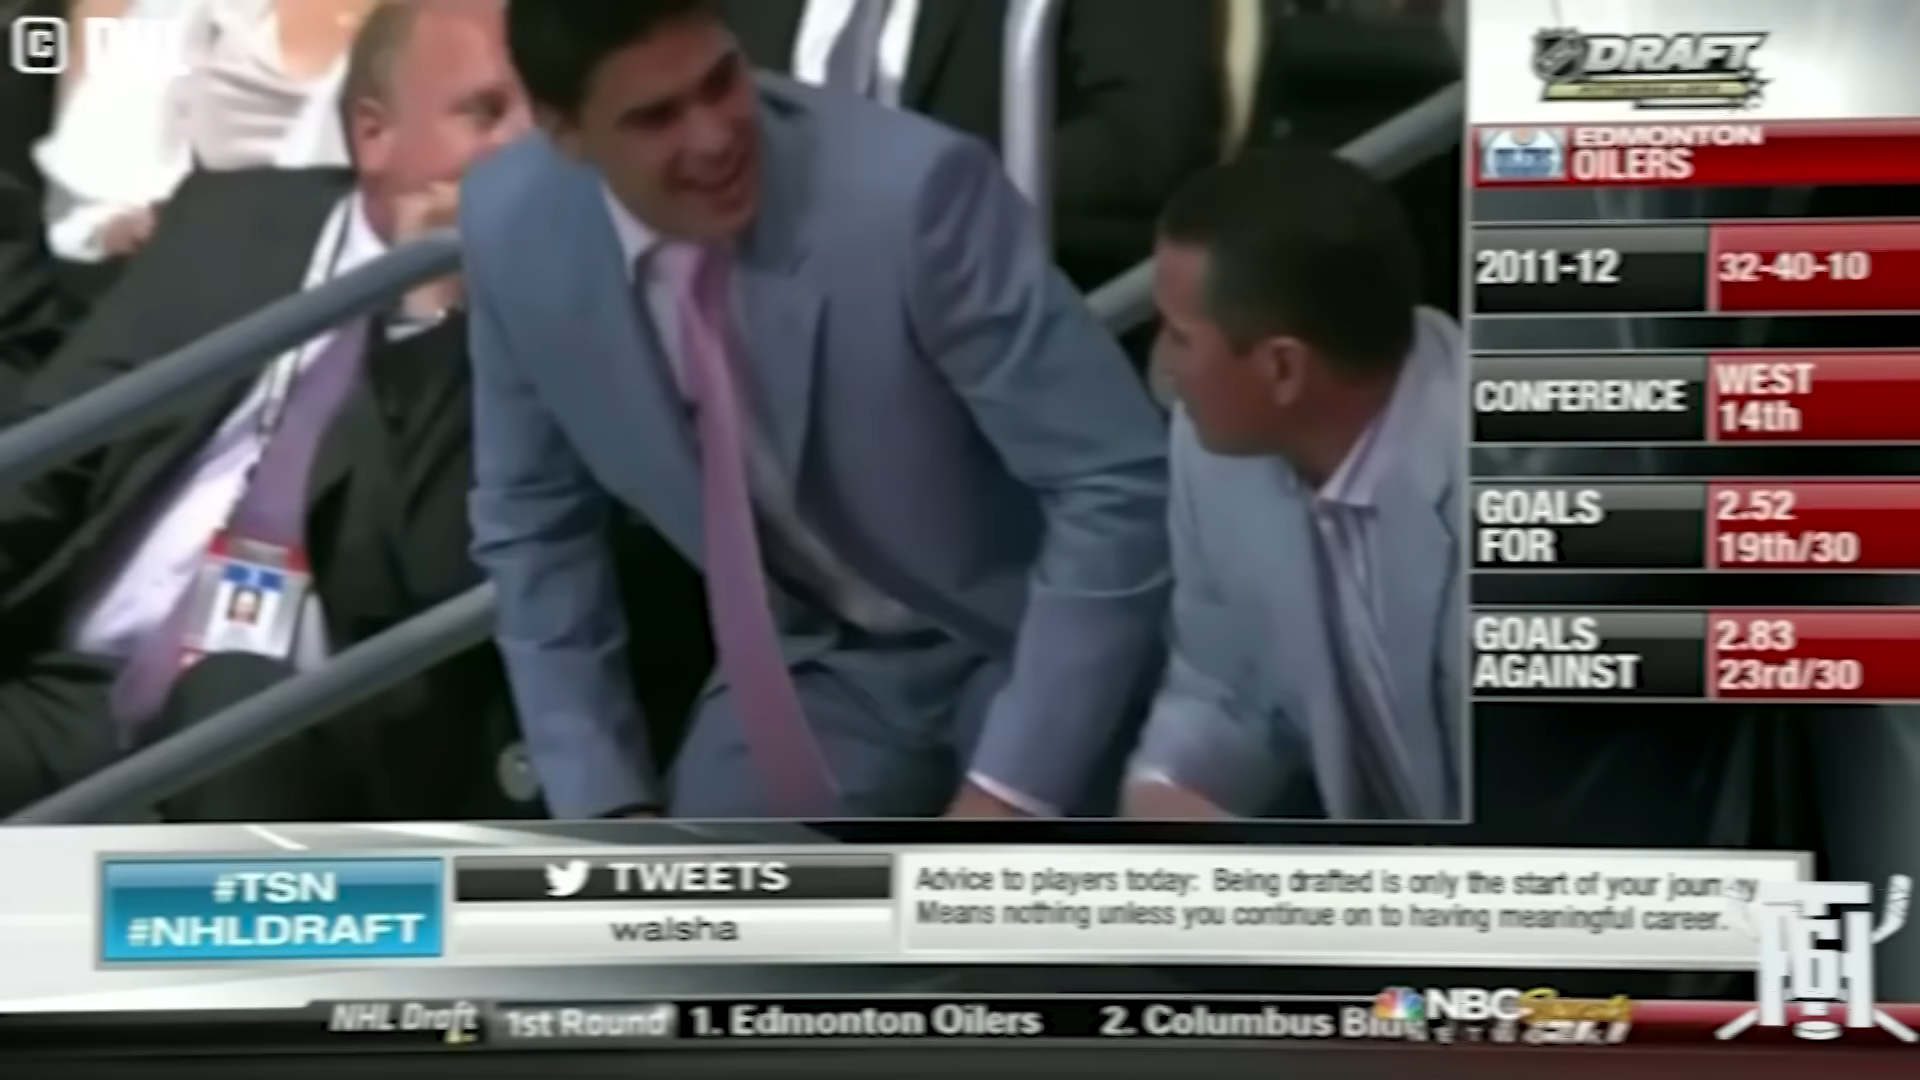 DRAFT
EDMONTON
OILERS
2011-12
32-40-10
CONFERENCE
WEST
14th
GOALS
FOR
2.52
19th/30
GOALS
AGAINST
2.83
23rd/30
#TSN
#NHLDRAFT
TWEETS
walsha
Advice to players today: Being drafted is only the start of your journey
Means nothing unless you continue on to having meaningful career.
NHL Draft 1st Round 1. Edmonton Oilers 2. Columbus Blu
NBC Sports